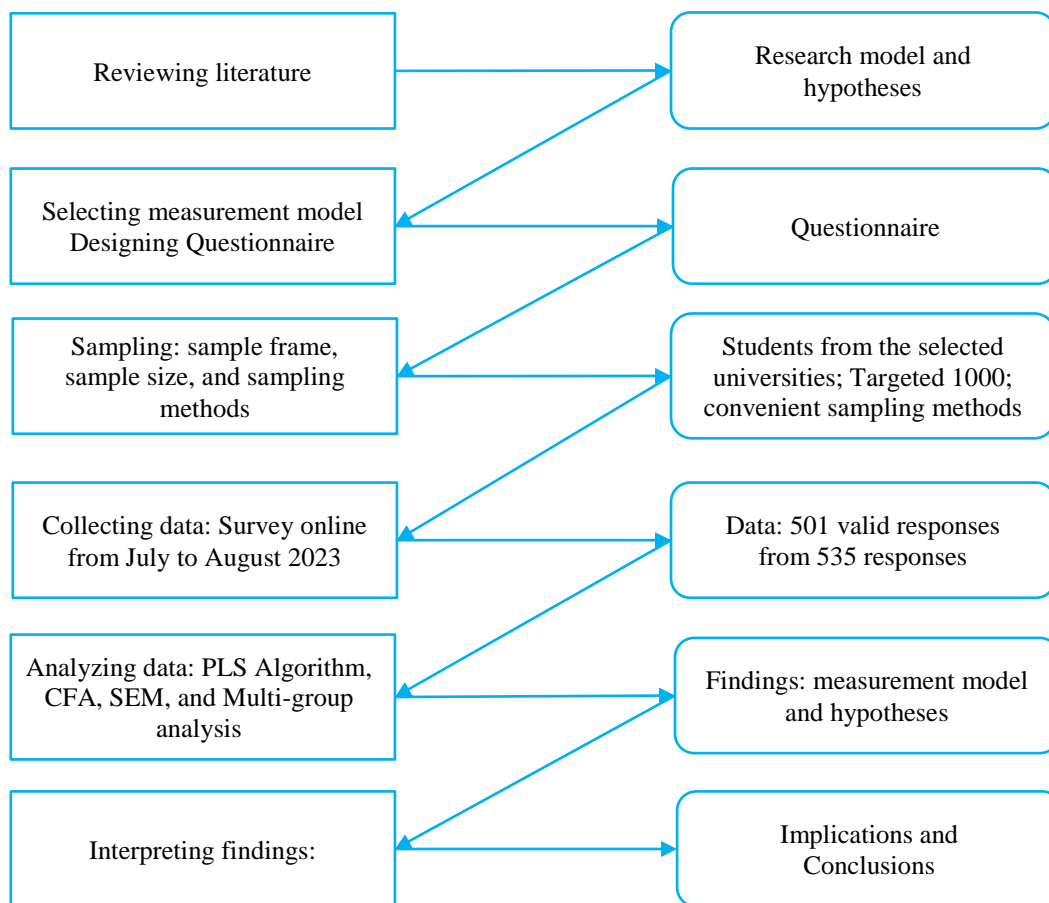 Reviewing literature
Research model and
hypotheses
Selecting measurement model
Designing Questionnaire
Questionnaire
Sampling: sample frame,
sample size, and sampling
methods
Students from the selected
universities; Targeted 1000;
convenient sampling methods
Collecting data: Survey online
from July to August 2023
Data: 501 valid responses
from 535 responses
Analyzing data: PLS Algorithm,
CFA, SEM, and Multi-group
analysis
Findings: measurement model
and hypotheses
Interpreting findings:
Implications and
Conclusions